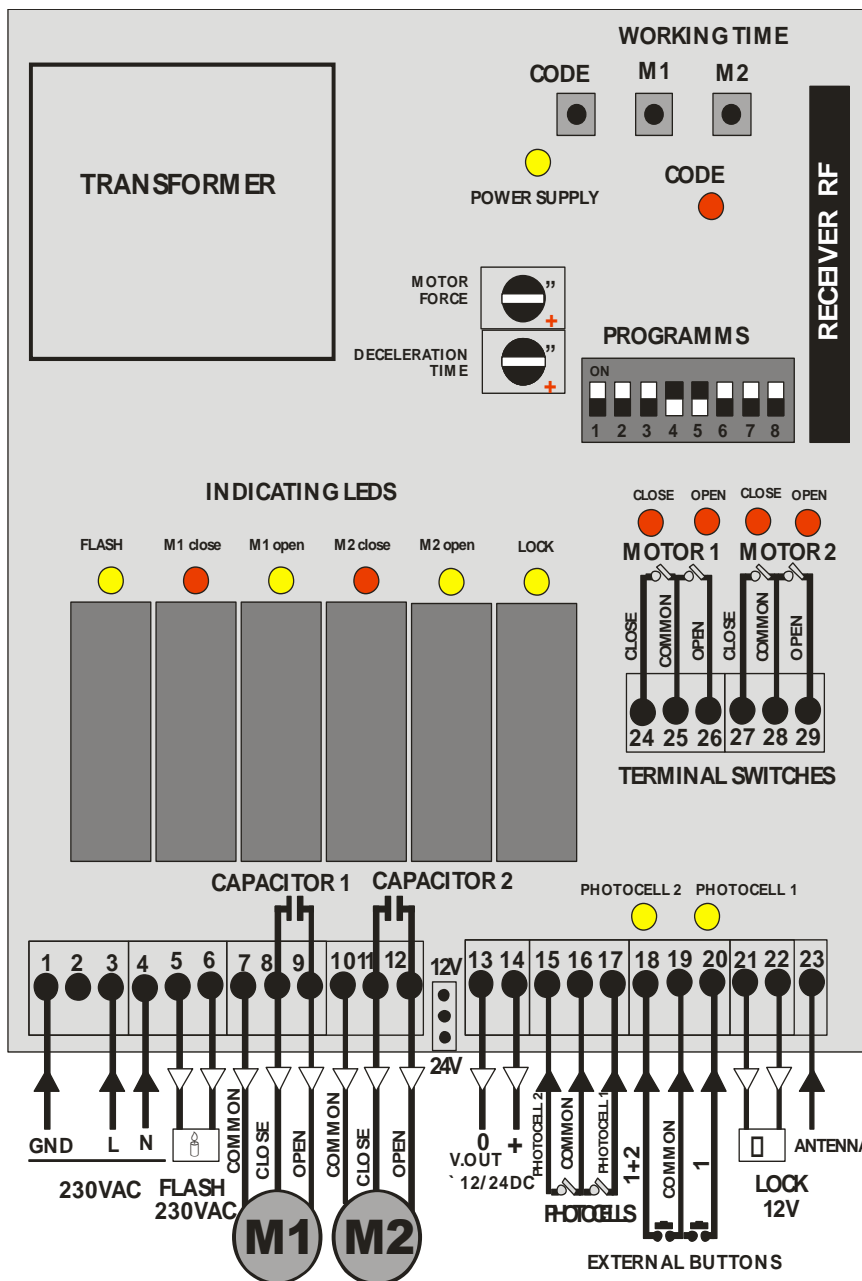 WORKING TIME
CODE M1 M2
TRANSFORMER
POWER SUPPLY
CODE
RECEIVER RF
MOTOR
FORCE
”
+
DECELERATION
TIME
”
+
PROGRAMMS
ON
1 2 3 4 5 6 7 8
INDICATING LEDS
FLASH M1 close M1 open M2 close M2 open LOCK
CLOSE OPEN CLOSE OPEN
MOTOR 1 MOTOR 2
CLOSE COMMON OPEN CLOSE COMMON OPEN
24 25 26 27 28 29
TERMINAL SWITCHES
CAPACITOR 1 CAPACITOR 2
PHOTOCELL 2 PHOTOCELL 1
1 2 3 4 5 6 7 8 9 10 11 12
12V
24V
13 14 15 16 17 18 19 20 21 22 23
GND L N
230VAC
FLASH
230VAC
COMMON CLOSE OPEN
COMMON CLOSE OPEN
M1 M2
0 +
V.OUT
` 12/24DC
PHOTOCELL 2 COMMON PHOTOCELL 1
PHOTOCELLS
1+2 COMMON 1
EXTERNAL BUTTONS
LOCK
12V
ANTENNA